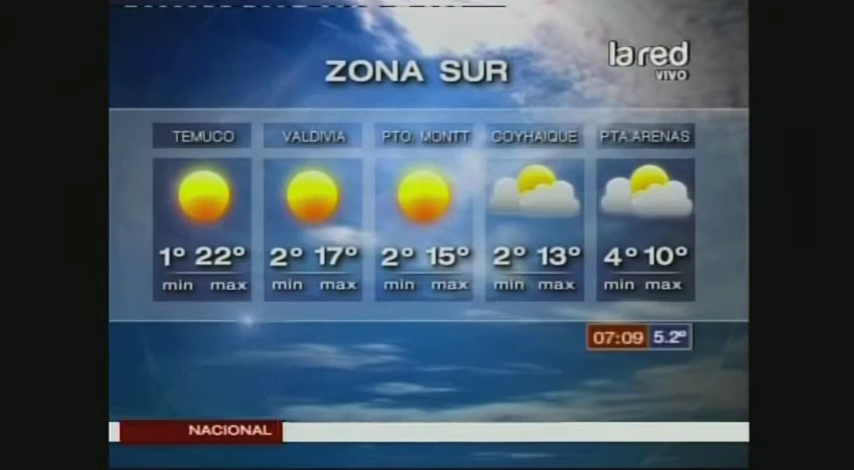 ZONA SUR
la red
VIVO
TEMUCO VALDIVIA PTO. MONTT COYHAIQUE PTA.ARENAS
1° 22° 2° 17° 2° 15° 2° 13° 4° 10°
min max min max min max min max min max
07:09 5.2°
NACIONAL